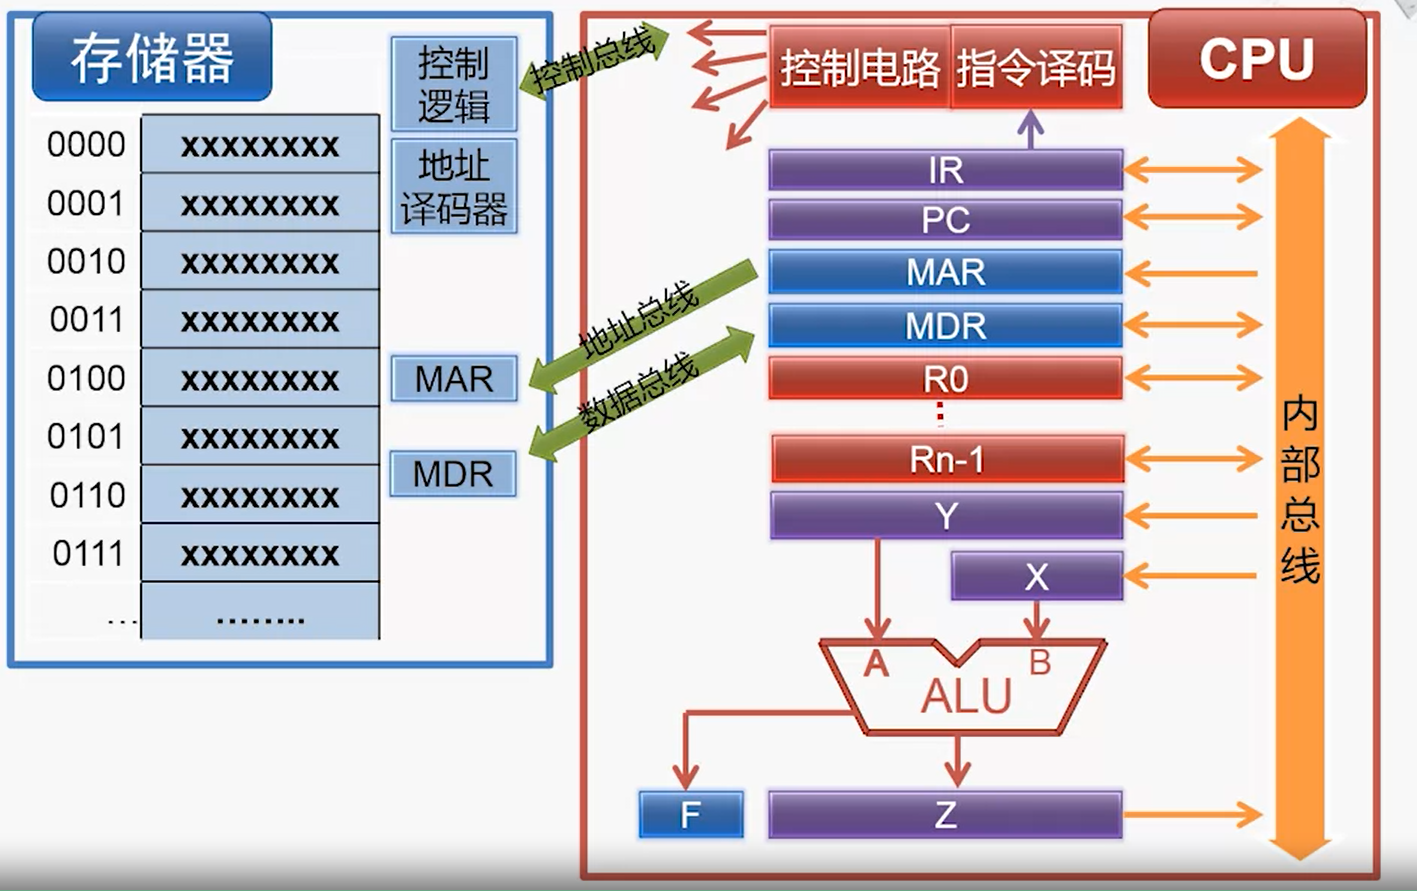 存储器
控制
逻辑
地址
译码器
0000 xxxxxxxx
0001 xxxxxxxx
0010 xxxxxxxx
0011 xxxxxxxx
0100 xxxxxxxx
0101 xxxxxxxx
0110 xxxxxxxx
0111 xxxxxxxx
... ........
MAR
MDR
控制总线
地址总线
数据总线
CPU
控制电路 指令译码
IR
PC
MAR
MDR
R0
⋮
Rn-1
Y
X
A B
ALU
F Z
内部总线